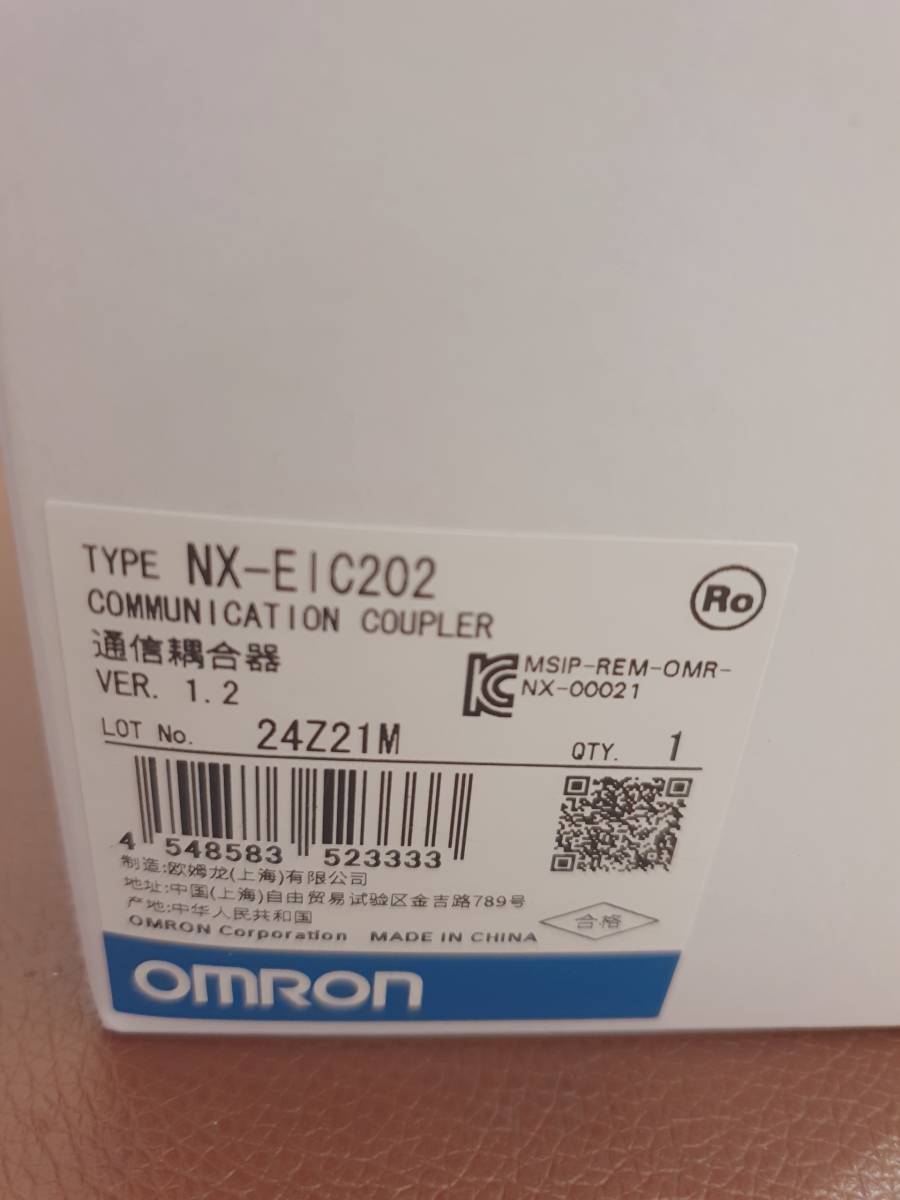 TYPE NX-EIC202
COMMUNICATION COUPLER
Ro
通信耦合器
VER. 1.2
MSIP-REM-OMR-
NX-00021
LOT No. 24Z21M QTY. 1
4 548583 523333
制造:欧姆龙(上海)有限公司
地址:中国(上海)自由贸易试验区金吉路789号
产地:中华人民共和国
合格
OMRON Corporation MADE IN CHINA
OMRON